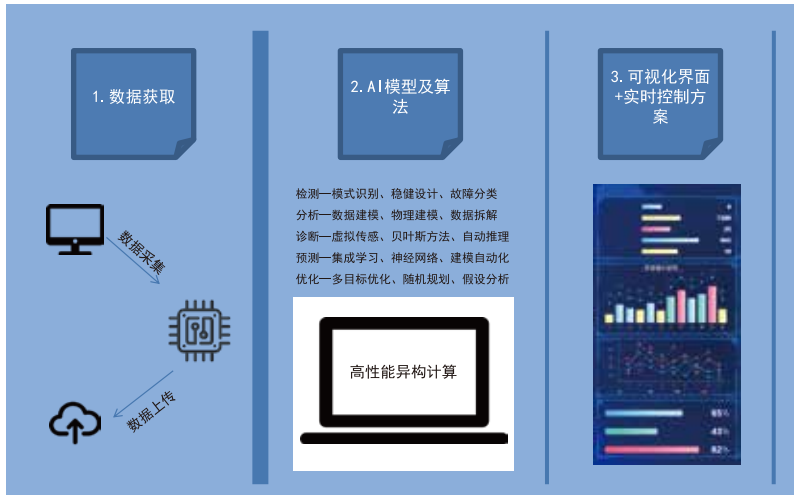 1.数据获取
数据采集
数据上传
2.AI模型及算
法
检测—模式识别、稳健设计、故障分类
分析—数据建模、物理建模、数据拆解
诊断—虚拟传感、贝叶斯方法、自动推理
预测—集成学习、神经网络、建模自动化
优化—多目标优化、随机规划、假设分析
高性能异构计算
3.可视化界面
+实时控制方
案
65%
43%
82%